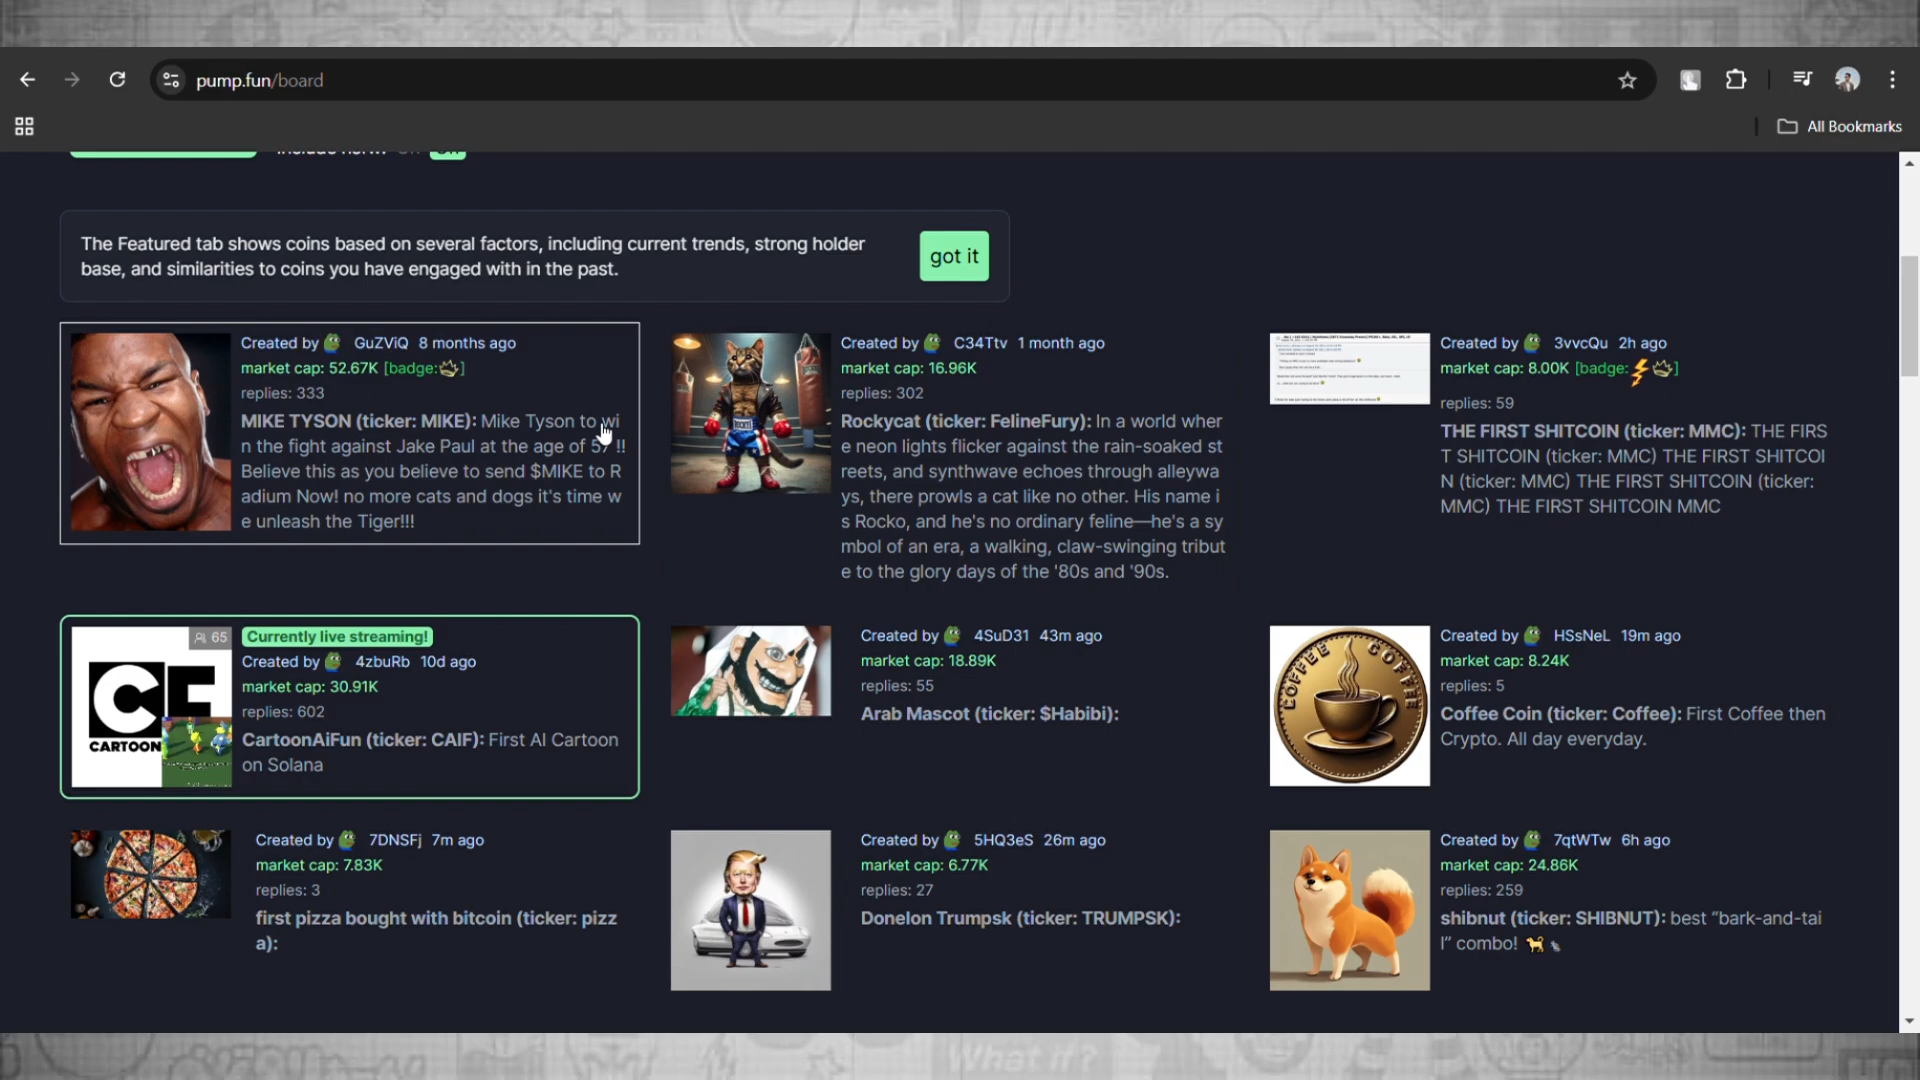 pump.fun/board
All Bookmarks
The Featured tab shows coins based on several factors, including current trends, strong holder
base, and similarities to coins you have engaged with in the past.
got it
Created by GuZViQ 8 months ago
market cap: 52.67K [badge:👑]
replies: 333
MIKE TYSON (ticker: MIKE): Mike Tyson to wi
n the fight against Jake Paul at the age of 57 !!
Believe this as you believe to send $MIKE to R
adium Now! no more cats and dogs it's time w
e unleash the Tiger!!!
Created by C34Ttv 1 month ago
market cap: 16.96K
replies: 302
Rockycat (ticker: FelineFury): In a world wher
e neon lights flicker against the rain-soaked st
reets, and synthwave echoes through alleywa
ys, there prowls a cat like no other. His name i
s Rocko, and he's no ordinary feline—he's a sy
mbol of an era, a walking, claw-swinging tribut
e to the glory days of the '80s and '90s.
Created by 3vvcQu 2h ago
market cap: 8.00K [badge:⚡👑]
replies: 59
THE FIRST SHITCOIN (ticker: MMC): THE FIRS
T SHITCOIN (ticker: MMC) THE FIRST SHITCOI
N (ticker: MMC) THE FIRST SHITCOIN (ticker:
MMC) THE FIRST SHITCOIN MMC
65
CARTOON
Currently live streaming!
Created by 4zbuRb 10d ago
market cap: 30.91K
replies: 602
CartoonAiFun (ticker: CAIF): First AI Cartoon
on Solana
Created by 4SuD31 43m ago
market cap: 18.89K
replies: 55
Arab Mascot (ticker: $Habibi):
COFFEE COFFEE
Created by HSsNeL 19m ago
market cap: 8.24K
replies: 5
Coffee Coin (ticker: Coffee): First Coffee then
Crypto. All day everyday.
Created by 7DNSFj 7m ago
market cap: 7.83K
replies: 3
first pizza bought with bitcoin (ticker: pizz
a):
Created by 5HQ3eS 26m ago
market cap: 6.77K
replies: 27
Donelon Trumpsk (ticker: TRUMPSK):
Created by 7qtWTw 6h ago
market cap: 24.86K
replies: 259
shibnut (ticker: SHIBNUT): best “bark-and-tai
l” combo! 🐕🔩
What if?